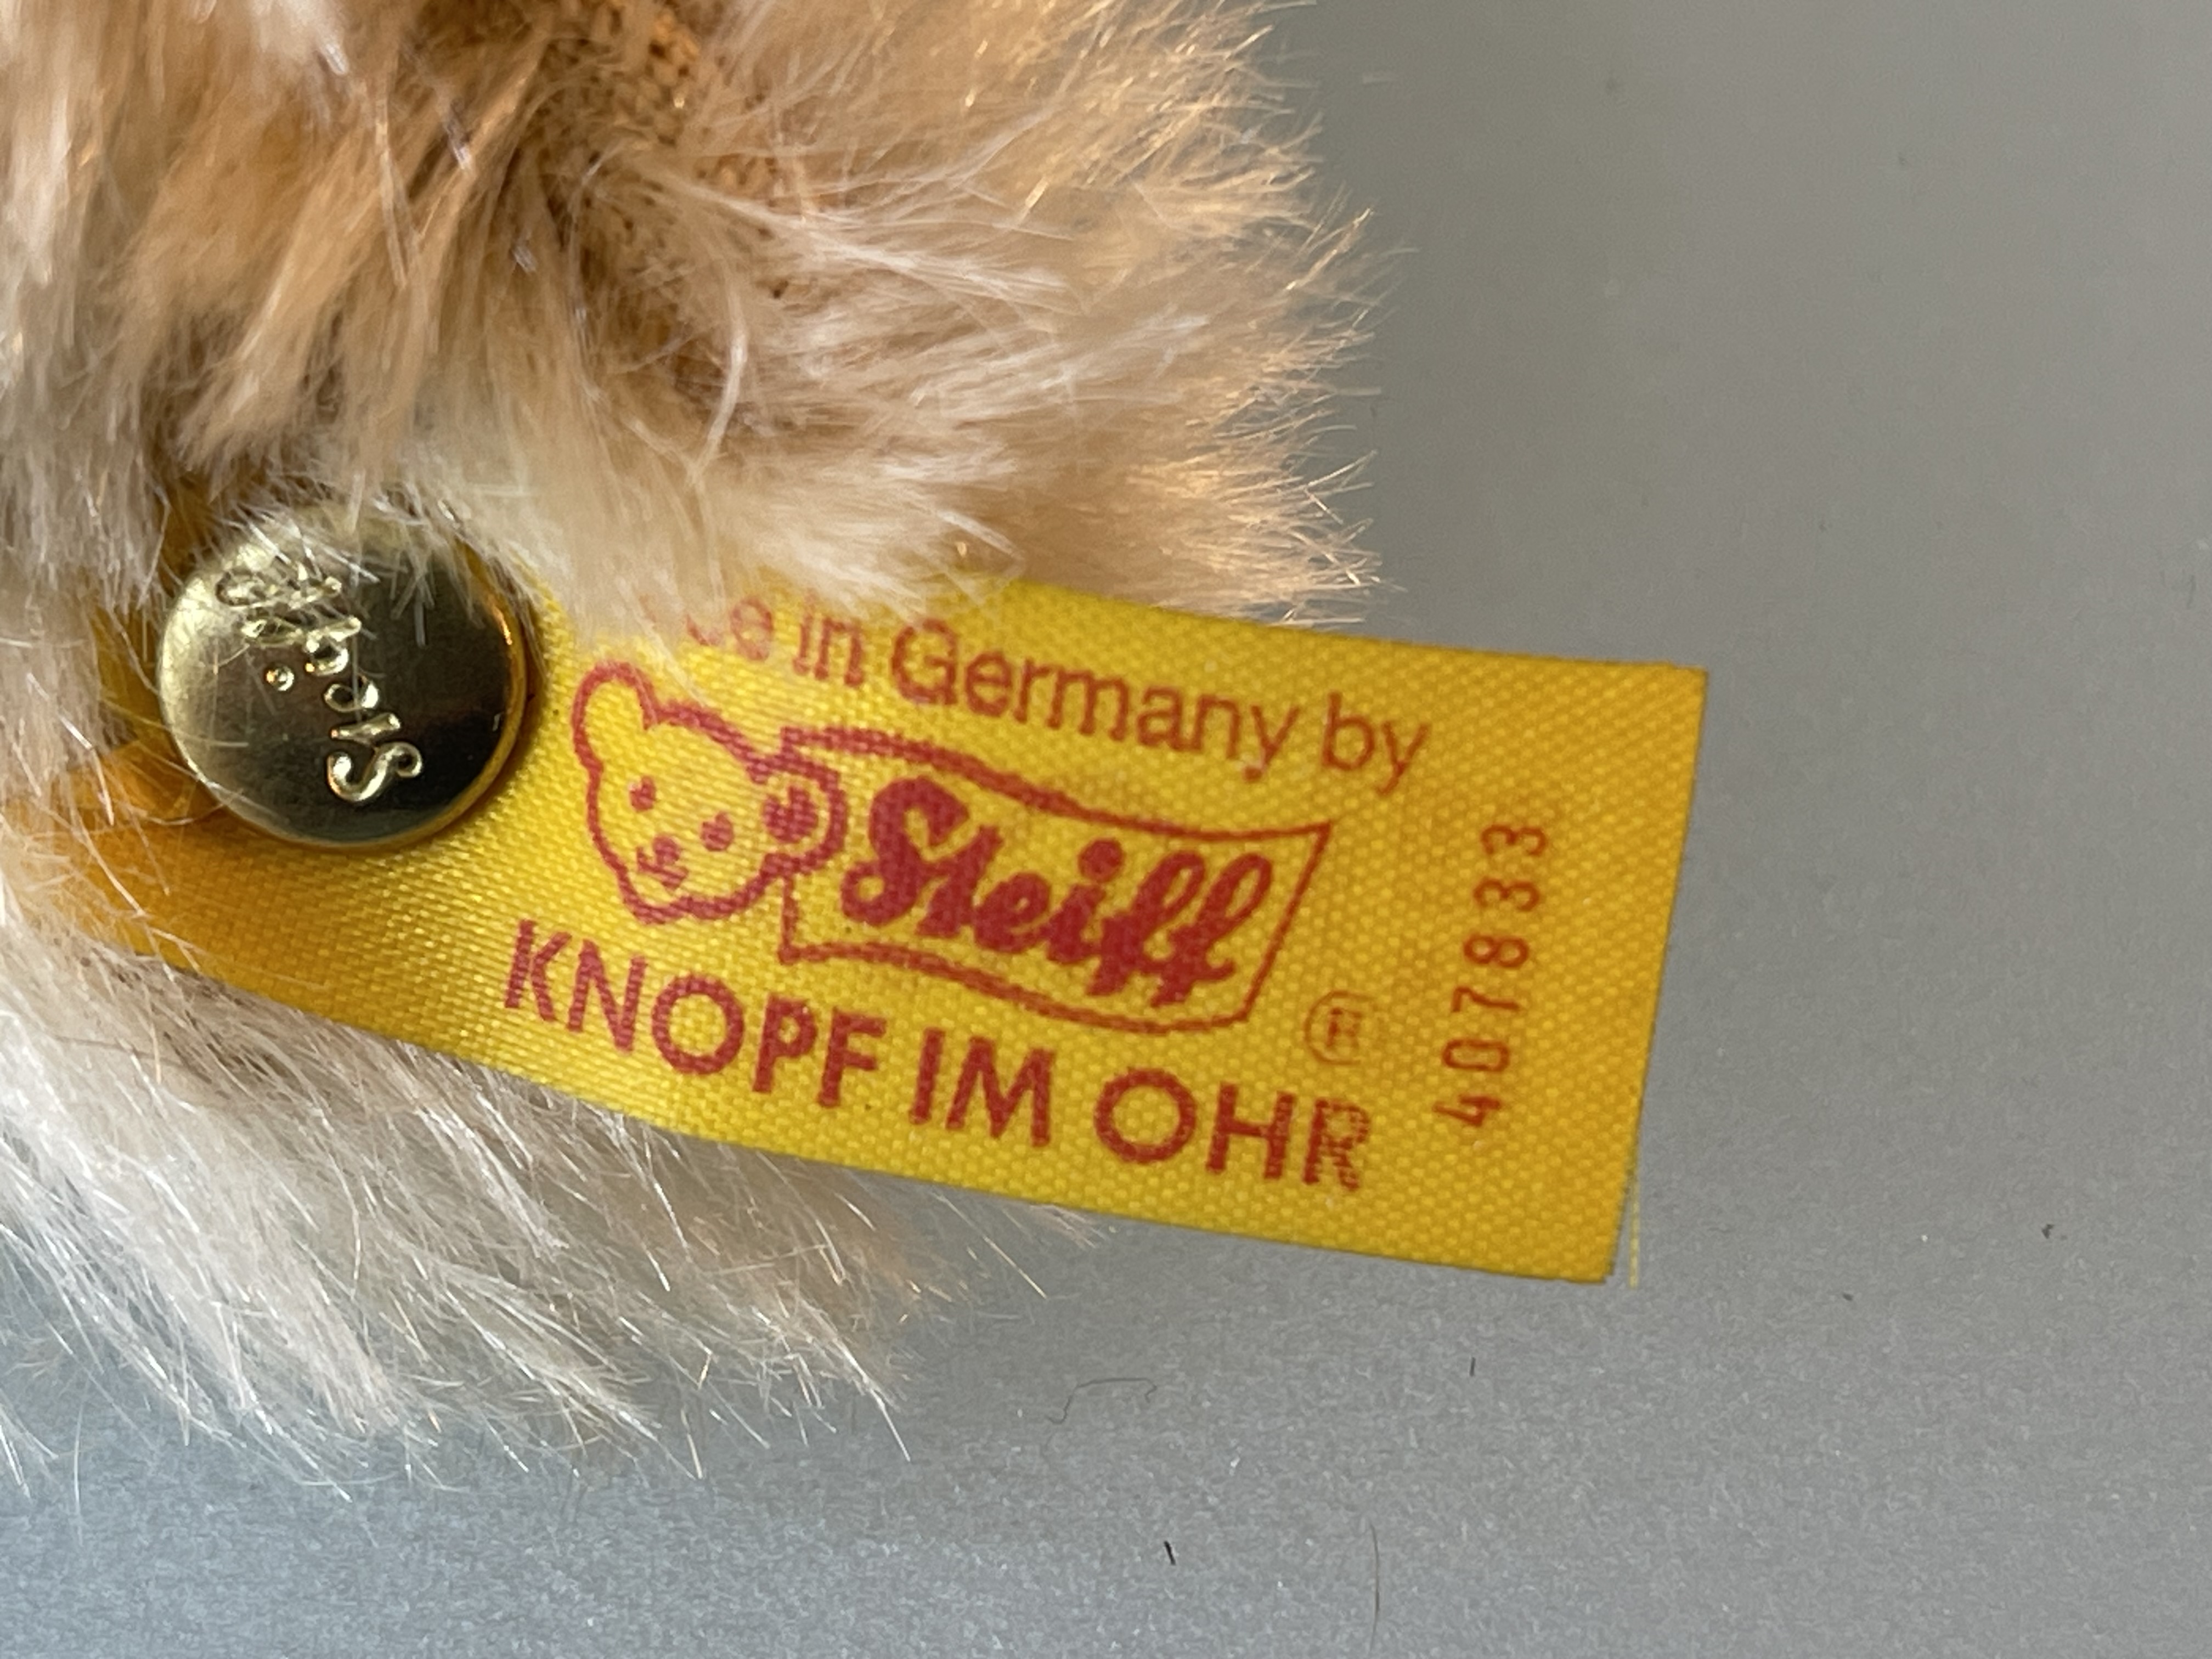 Steiff
in Germany by
Steiff
®
KNOPF IM OHR
407833